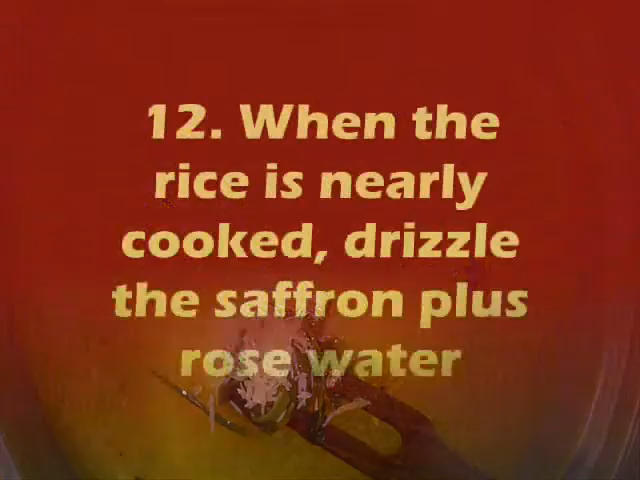 12. When the
rice is nearly
cooked, drizzle
the saffron plus
rose water